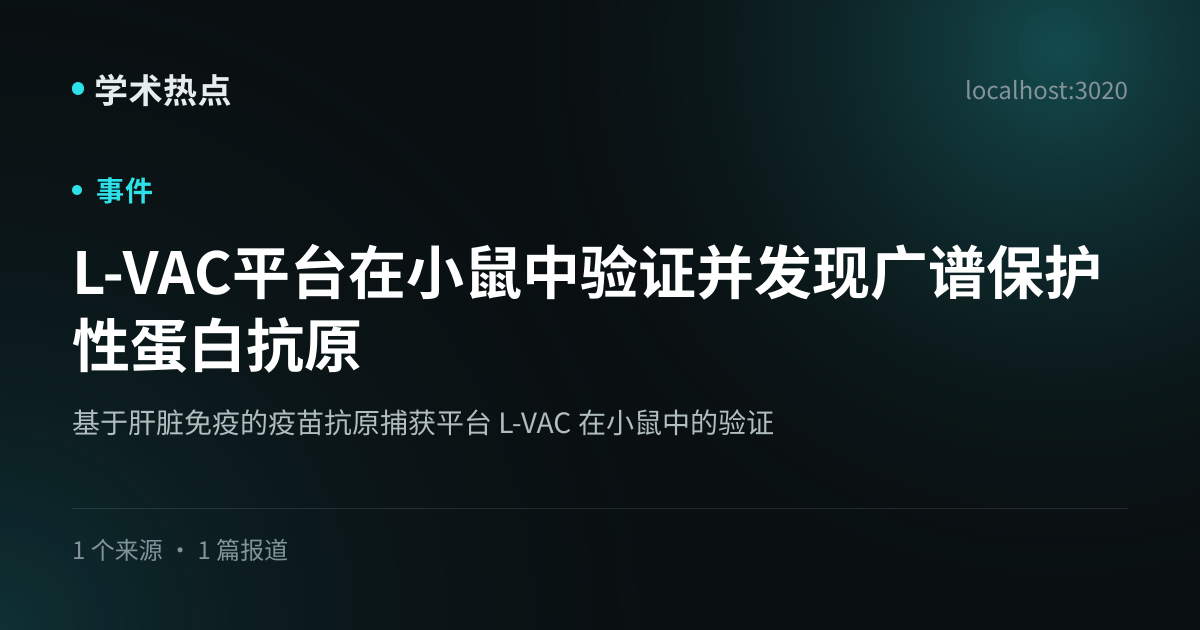 学术热点
localhost:3020
事件
L-VAC平台在小鼠中验证并发现广谱保护
性蛋白抗原
基于肝脏免疫的疫苗抗原捕获平台 L-VAC 在小鼠中的验证
1 个来源 · 1 篇报道